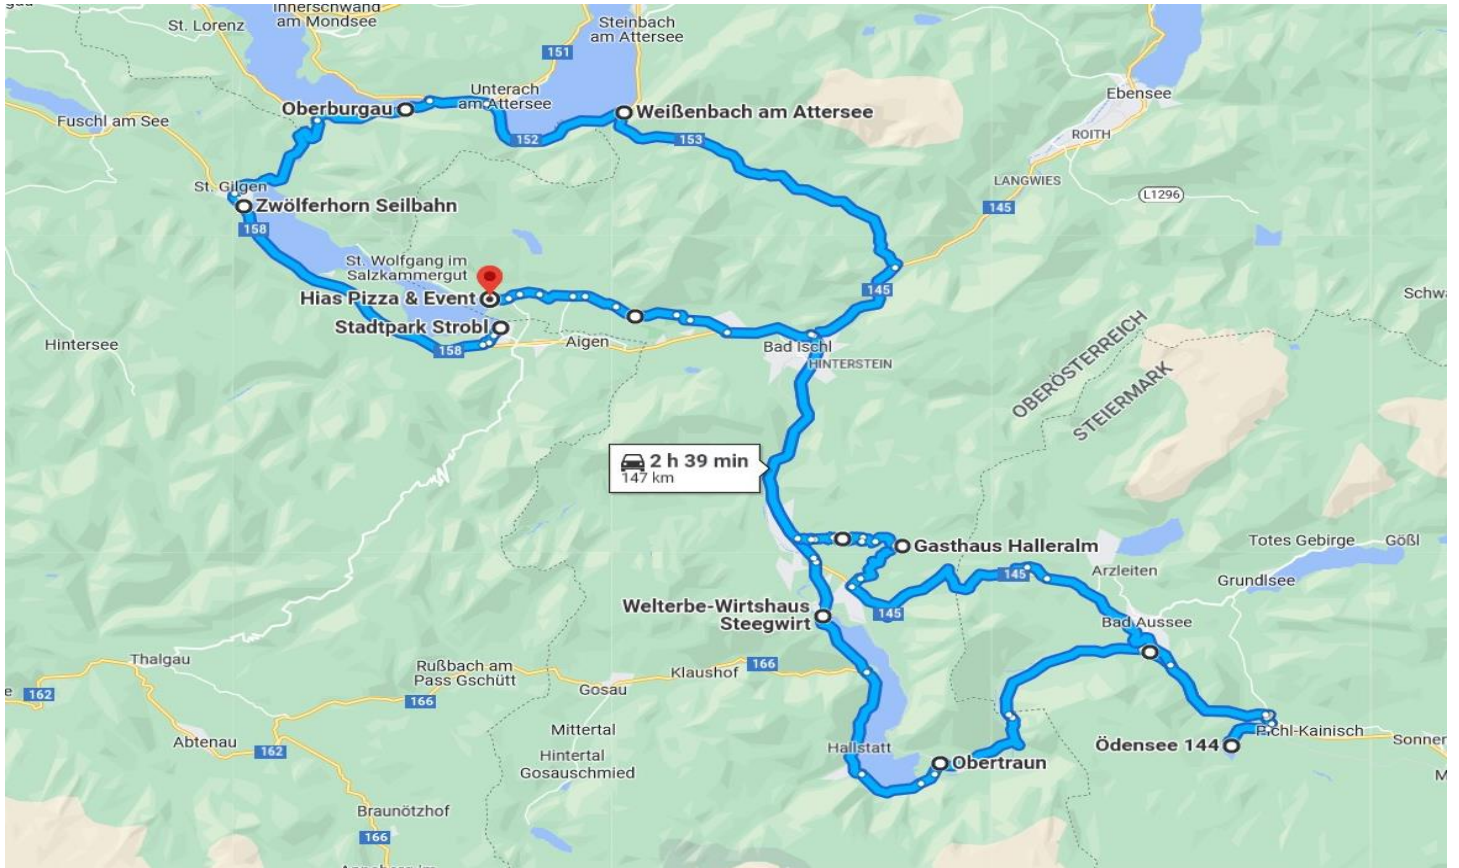 Innerschwand
am Mondsee
St. Lorenz
Steinbach
am Attersee
151
Unterach
am Attersee
Ebensee
Oberburgau
Weißenbach am Attersee
Fuschl am See
152
153
ROITH
LANGWIES
L1296
St. Gilgen
Zwölferhorn Seilbahn
145
158
St. Wolfgang im
Salzkammergut
Hias Pizza & Event
145
Stadtpark Strobl
Hintersee
158
Aigen
Bad Ischl
HINTERSTEIN
OBERÖSTERREICH
STEIERMARK
2 h 39 min
147 km
Gasthaus Halleralm
Totes Gebirge
Gößl
Arzleiten
145
Grundlsee
Welterbe-Wirtshaus
Steegwirt
145
Bad Aussee
Thalgau
Rußbach am
Pass Gschütt
Klaushof
166
162
166
Gosau
Mittertal
Abtenau
162
Hintertal
Gosauschmied
Hallstatt
Obertraun
Ödensee 144
Pichl-Kainisch
Braunötzhof
166